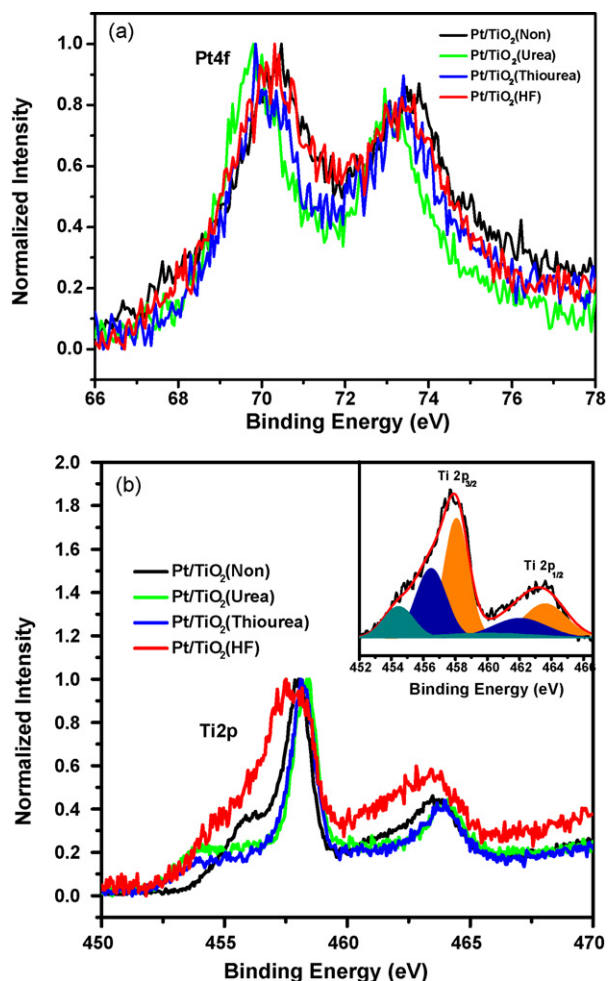 (a)
Pt4f
Pt/TiO₂(Non)
Pt/TiO₂(Urea)
Pt/TiO₂(Thiourea)
Pt/TiO₂(HF)
Normalized Intensity
1.0
0.8
0.6
0.4
0.2
0.0
66 68 70 72 74 76 78
Binding Energy (eV)
(b)
Pt/TiO₂(Non)
Pt/TiO₂(Urea)
Pt/TiO₂(Thiourea)
Pt/TiO₂(HF)
Ti2p
Normalized Intensity
2.0
1.8
1.6
1.4
1.2
1.0
0.8
0.6
0.4
0.2
0.0
Ti 2p₃/₂
Ti 2p₁/₂
452 454 456 458 460 462 464 466
Binding Energy (eV)
450 455 460 465 470
Binding Energy (eV)